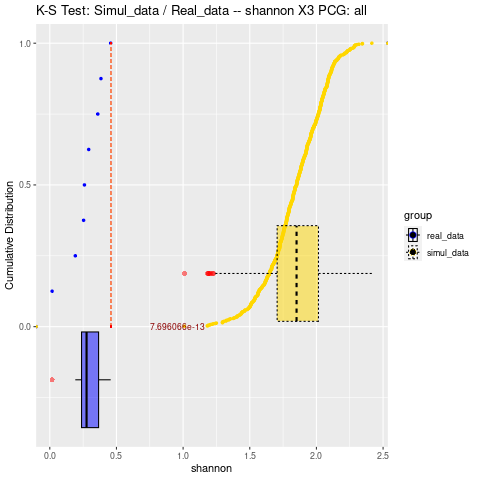 K-S Test: Simul_data / Real_data -- shannon X3 PCG: all
1.0
0.5
0.0
Cumulative Distribution
7.696066e-13
group
real_data
simul_data
0.0 0.5 1.0 1.5 2.0 2.5
shannon